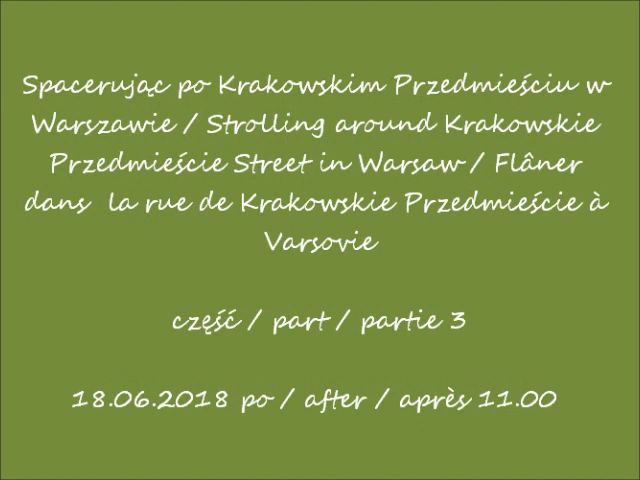 Spacerując po Krakowskim Przedmieściu w
Warszawie / Strolling around Krakowskie
Przedmieście Street in Warsaw / Flâner
dans la rue de Krakowskie Przedmieście à
Varsovie
część / part / partie 3
18.06.2018 po / after / après 11.00